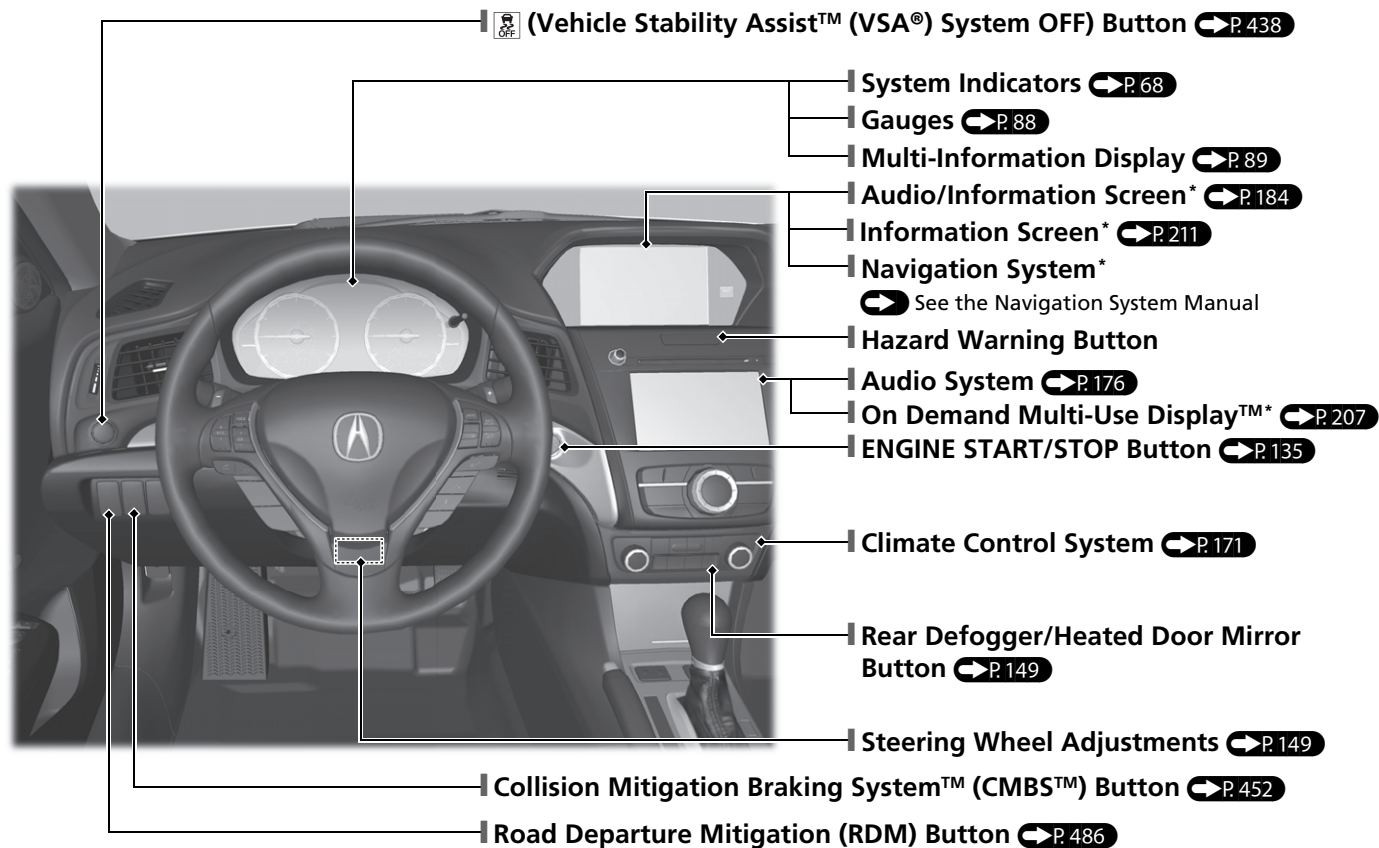 OFF (Vehicle Stability Assist™ (VSA®) System OFF) Button P. 438
System Indicators P. 68
Gauges P. 88
Multi-Information Display P. 89
Audio/Information Screen* P. 184
Information Screen* P. 211
Navigation System*
See the Navigation System Manual
Hazard Warning Button
Audio System P. 176
On Demand Multi-Use Display™* P. 207
ENGINE START/STOP Button P. 135
Climate Control System P. 171
Rear Defogger/Heated Door Mirror
Button P. 149
Steering Wheel Adjustments P. 149
Collision Mitigation Braking System™ (CMBS™) Button P. 452
Road Departure Mitigation (RDM) Button P. 486